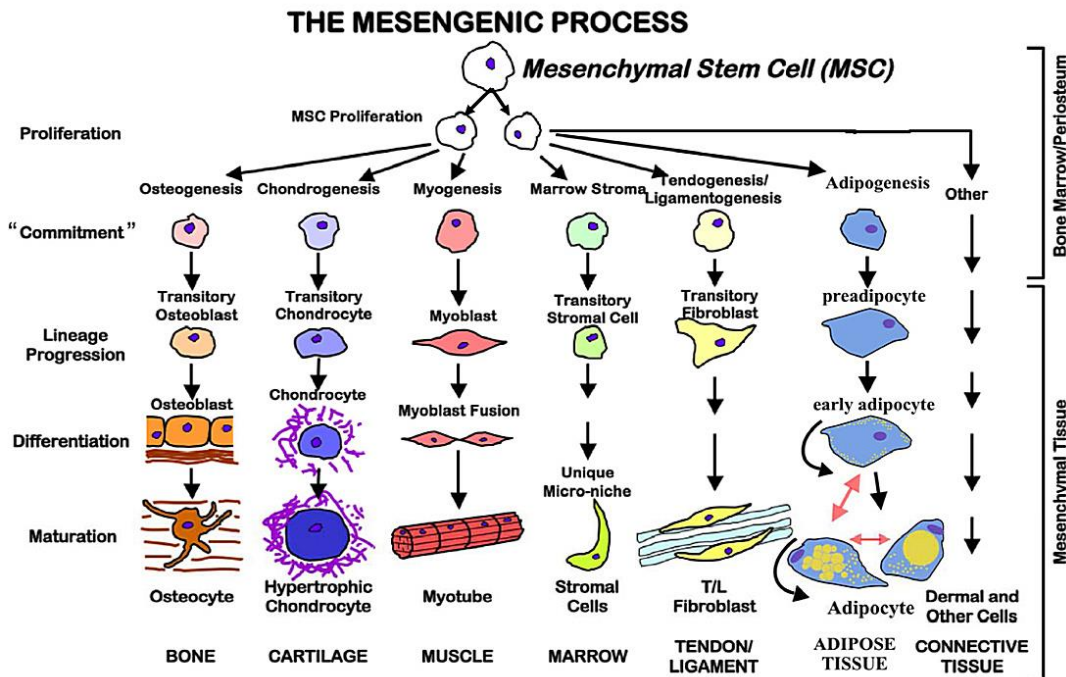 THE MESENGENIC PROCESS
Mesenchymal Stem Cell (MSC)
MSC Proliferation
Proliferation
Osteogenesis
Chondrogenesis
Myogenesis
Marrow Stroma
Tendogenesis/
Ligamentogenesis
Adipogenesis
Other
“Commitment”
Transitory
Osteoblast
Transitory
Chondrocyte
Myoblast
Transitory
Stromal Cell
Transitory
Fibroblast
preadipocyte
Lineage
Progression
Osteoblast
Chondrocyte
Myoblast Fusion
early adipocyte
Differentiation
Unique
Micro-niche
Maturation
Osteocyte
Hypertrophic
Chondrocyte
Myotube
Stromal
Cells
T/L
Fibroblast
Adipocyte
Dermal and
Other Cells
BONE
CARTILAGE
MUSCLE
MARROW
TENDON/
LIGAMENT
ADIPOSE
TISSUE
CONNECTIVE
TISSUE
Bone Marrow/Periosteum
Mesenchymal Tissue